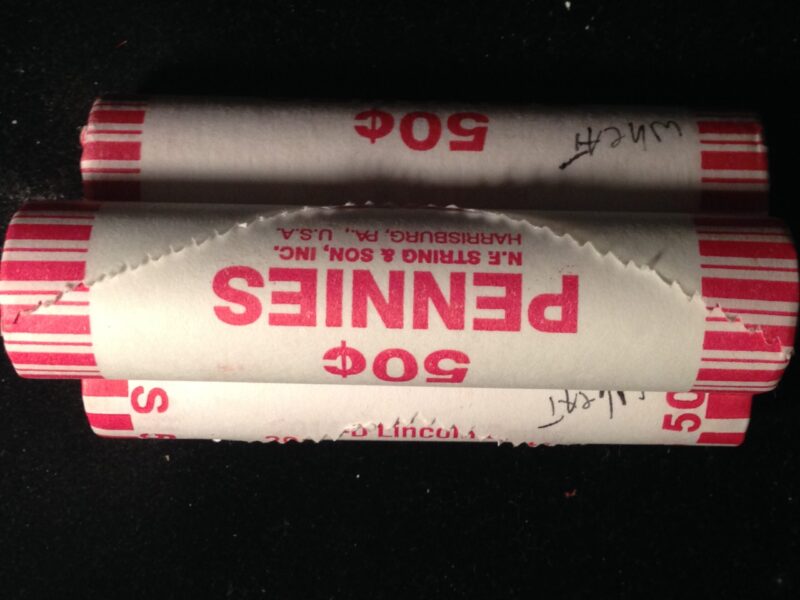 50¢
WhEAT
50¢
PENNIES
N.F. STRING & SON, INC.
HARRISBURG, PA., U.S.A.
50
Lincoln
S